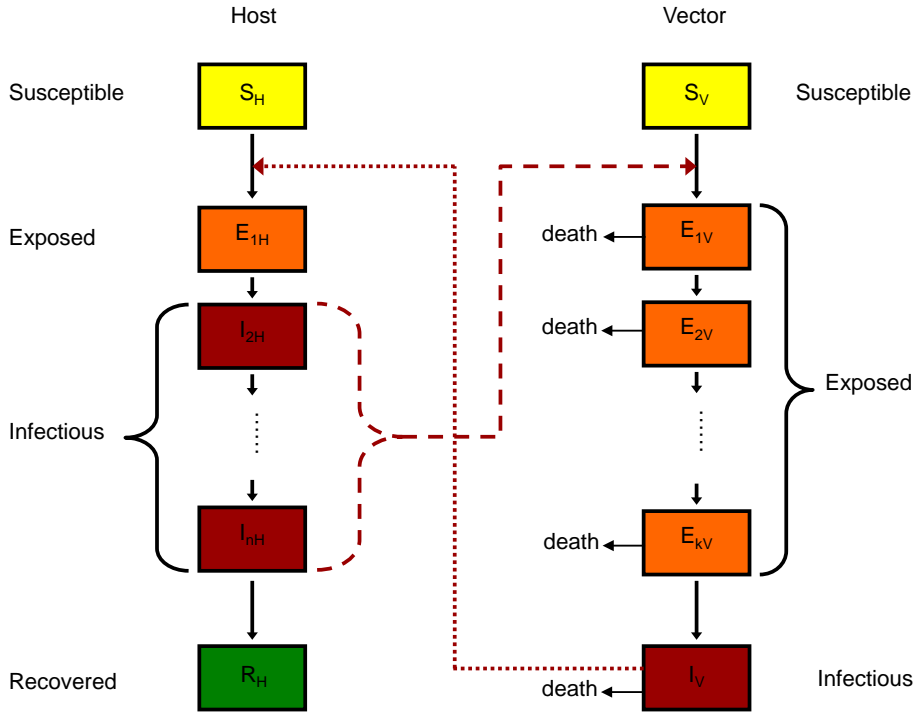 Host Vector
Susceptible S_H S_V Susceptible
Exposed E_1H death E_1V
I_2H death E_2V
Exposed
Infectious
I_nH death E_kV
Recovered R_H I_V Infectious
death